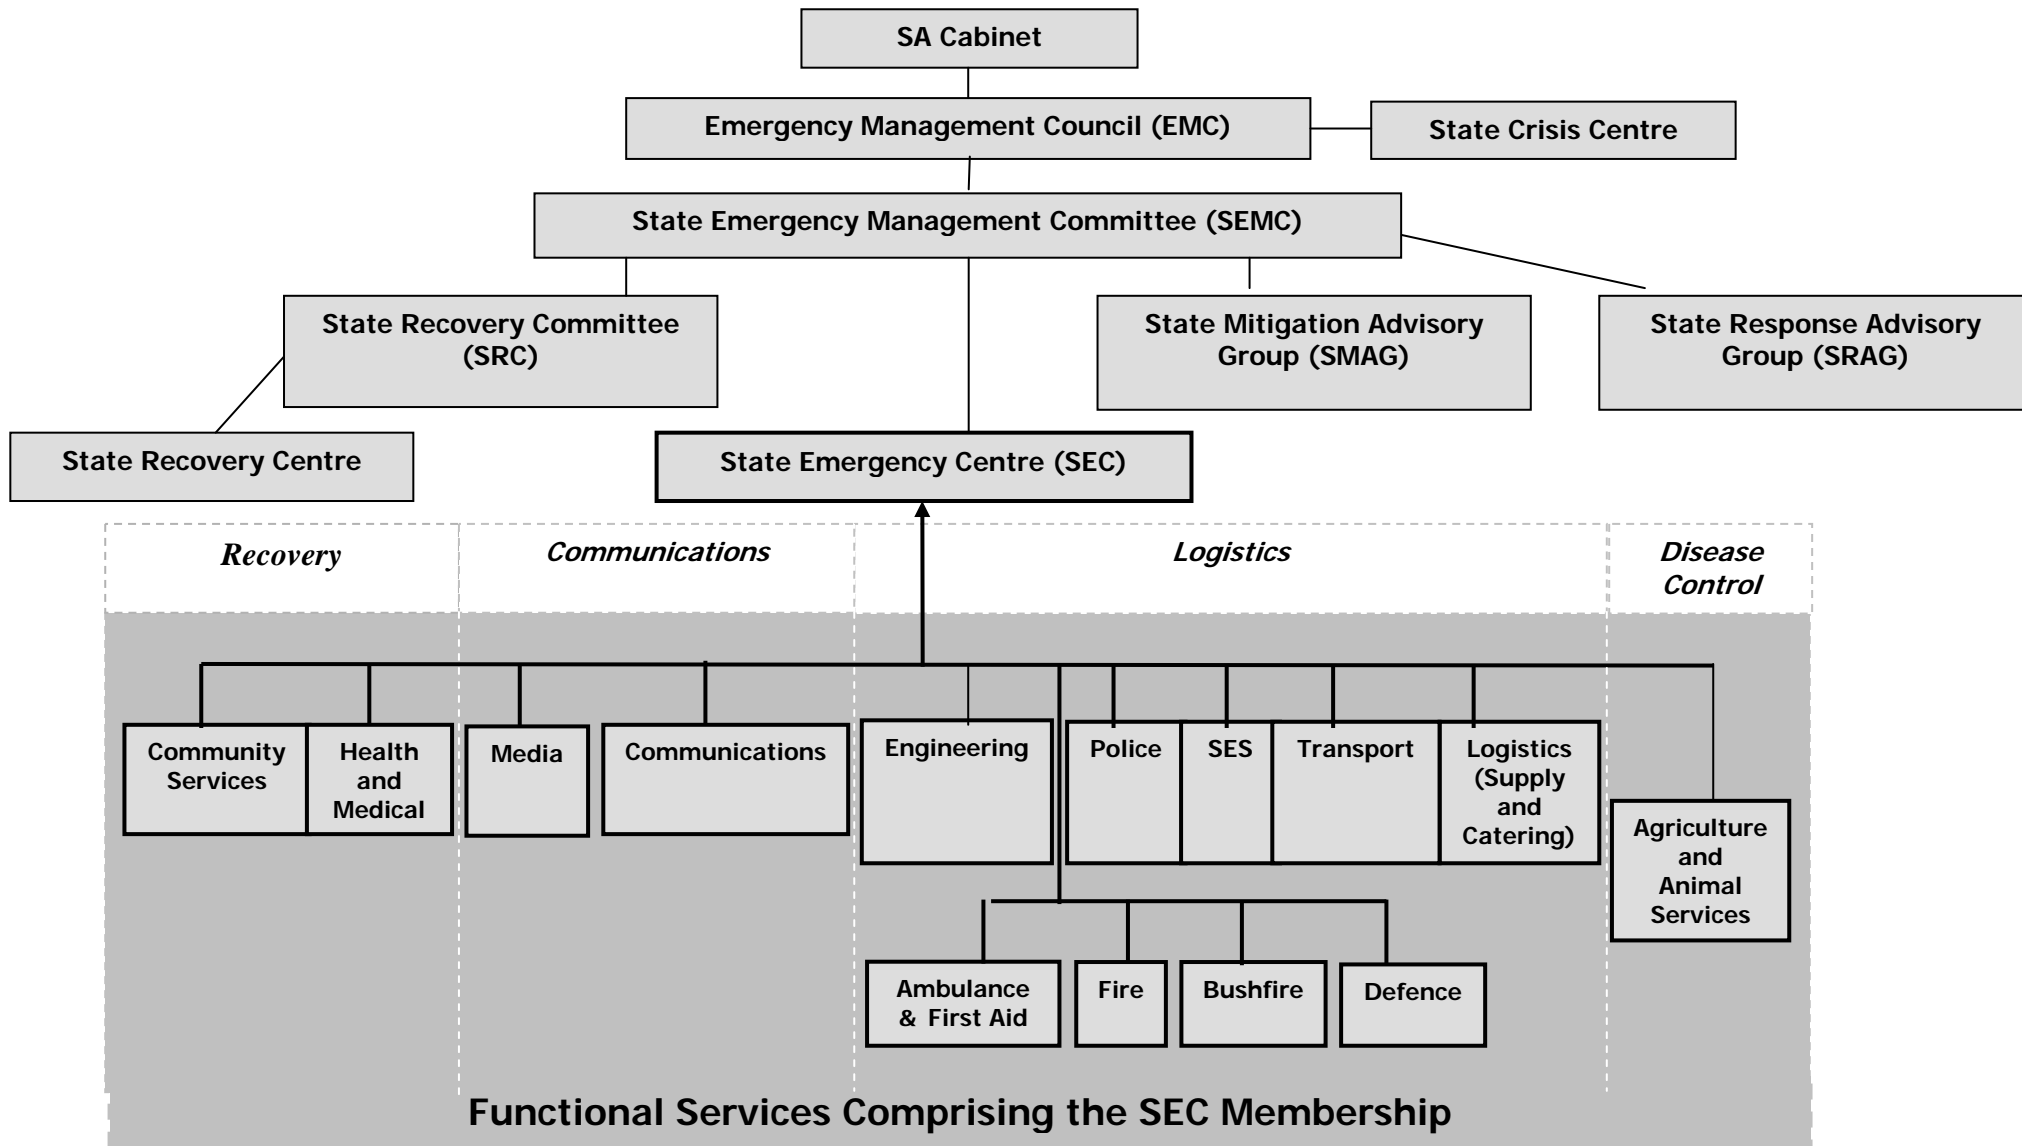 SA Cabinet
Emergency Management Council (EMC)
State Crisis Centre
State Emergency Management Committee (SEMC)
State Recovery Committee
(SRC)
State Mitigation Advisory
Group (SMAG)
State Response Advisory
Group (SRAG)
State Recovery Centre
State Emergency Centre (SEC)
Recovery
Communications
Logistics
Disease
Control
Community
Services
Health
and
Medical
Media
Communications
Engineering
Police
SES
Transport
Logistics
(Supply
and
Catering)
Agriculture
and
Animal
Services
Ambulance
& First Aid
Fire
Bushfire
Defence
Functional Services Comprising the SEC Membership